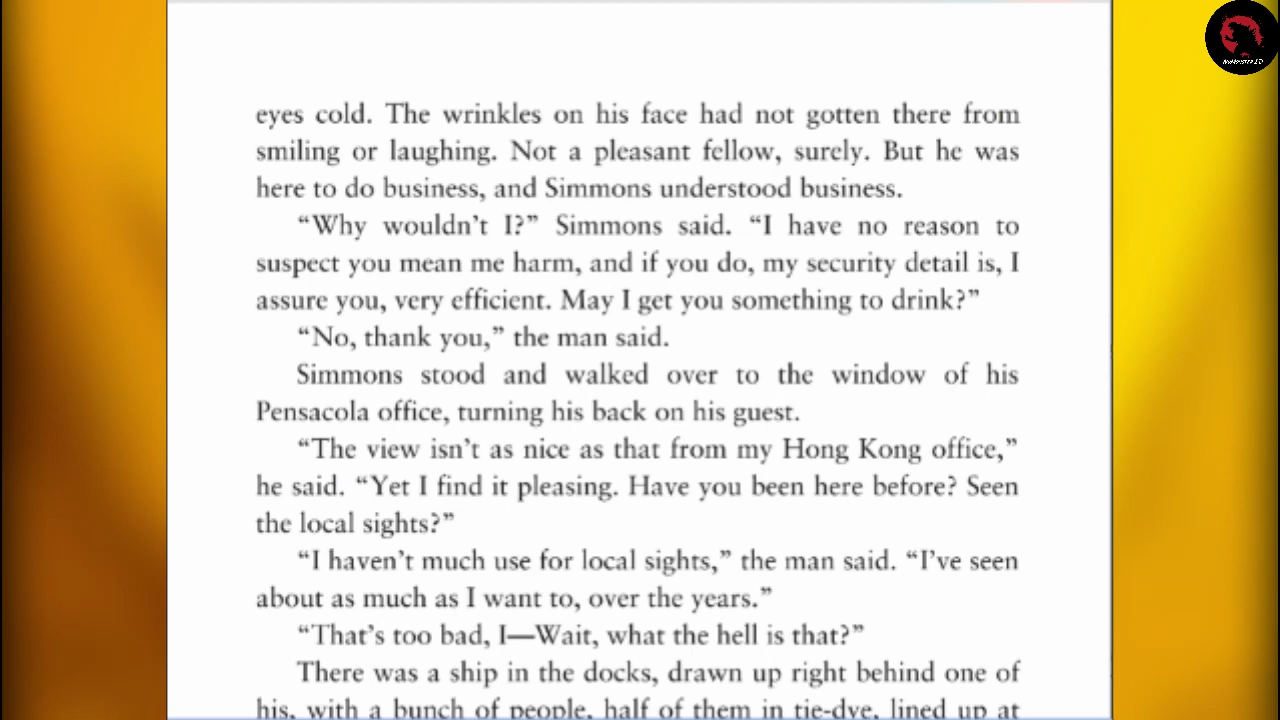 eyes cold. The wrinkles on his face had not gotten there from
smiling or laughing. Not a pleasant fellow, surely. But he was
here to do business, and Simmons understood business.
“Why wouldn’t I?” Simmons said. “I have no reason to
suspect you mean me harm, and if you do, my security detail is, I
assure you, very efficient. May I get you something to drink?”
“No, thank you,” the man said.
Simmons stood and walked over to the window of his
Pensacola office, turning his back on his guest.
“The view isn’t as nice as that from my Hong Kong office,”
he said. “Yet I find it pleasing. Have you been here before? Seen
the local sights?”
“I haven’t much use for local sights,” the man said. “I’ve seen
about as much as I want to, over the years.”
“That’s too bad, I—Wait, what the hell is that?”
There was a ship in the docks, drawn up right behind one of
his, with a bunch of people, half of them in tie-dye, lined up at